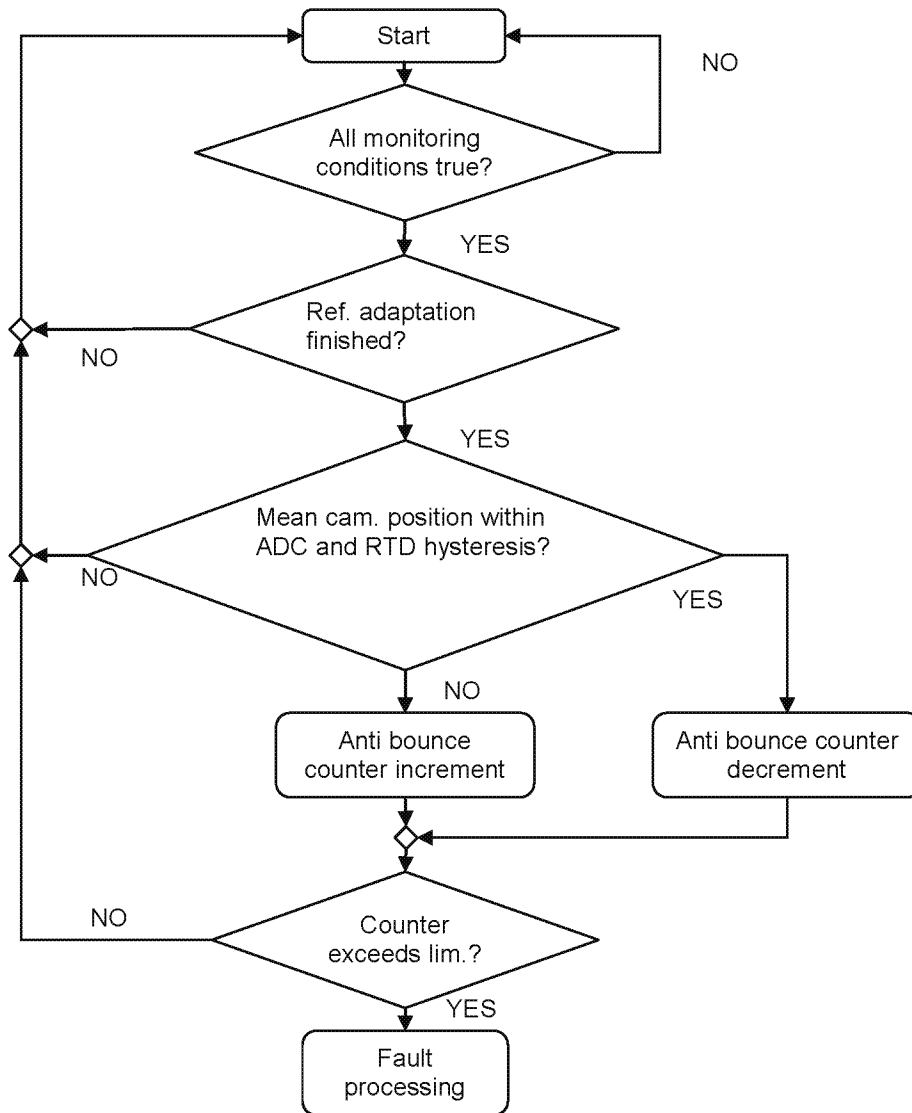 Start
NO
All monitoring
conditions true?
YES
Ref. adaptation
finished?
NO
YES
Mean cam. position within
ADC and RTD hysteresis?
NO
YES
NO
Anti bounce
counter increment
Anti bounce counter
decrement
NO
Counter
exceeds lim.?
YES
Fault
processing